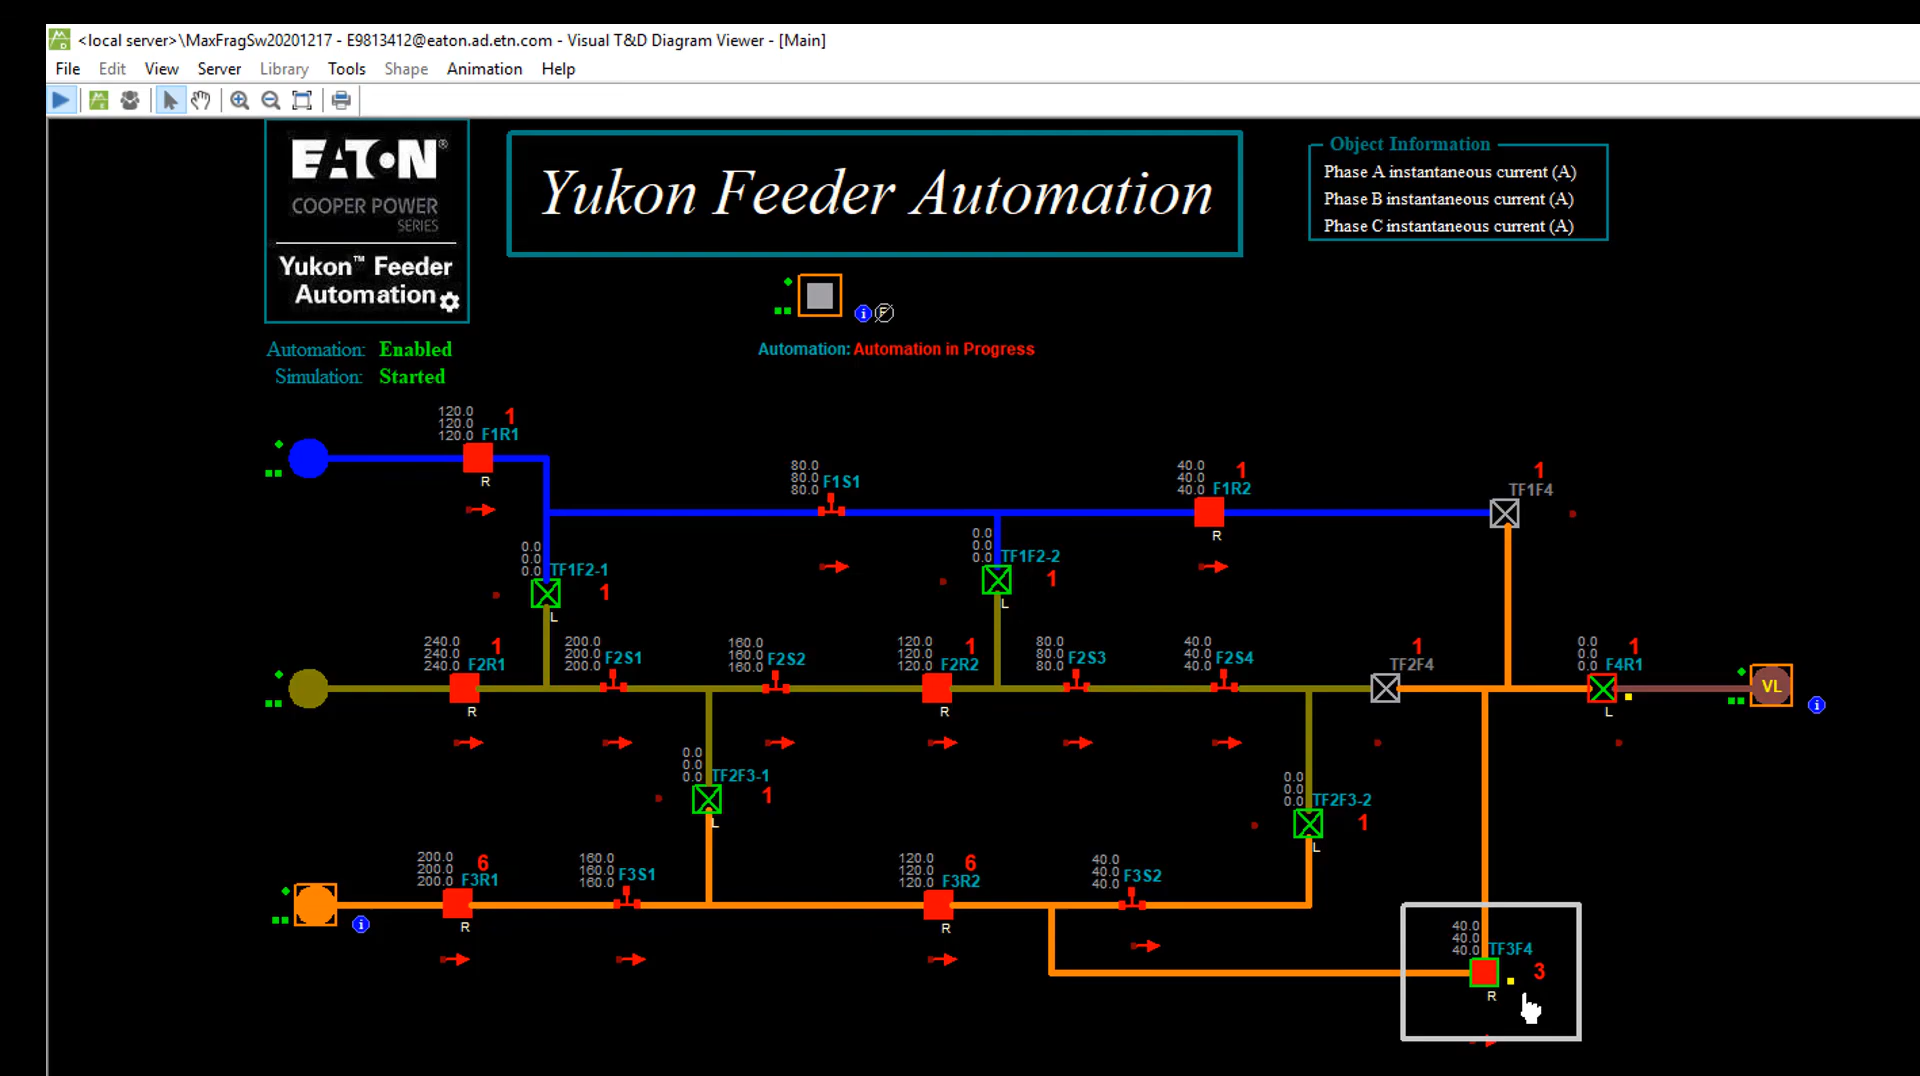 <local server>\MaxFragSw20201217 - E9813412@eaton.ad.etn.com - Visual T&D Diagram Viewer - [Main]
File Edit View Server Library Tools Shape Animation Help
EATON®
COOPER POWER
SERIES
Yukon™ Feeder
Automation
Yukon Feeder Automation
Object Information
Phase A instantaneous current (A)
Phase B instantaneous current (A)
Phase C instantaneous current (A)
i F
Automation: Automation in Progress
Automation: Enabled
Simulation: Started
120.0
120.0
120.0
1
F1R1
R
80.0
80.0
80.0
F1S1
40.0
40.0
40.0
1
F1R2
R
1
TF1F4
0.0
0.0
0.0
TF1F2-1
1
L
0.0
0.0
0.0
TF1F2-2
1
L
240.0
240.0
240.0
1
F2R1
R
200.0
200.0
200.0
F2S1
160.0
160.0
160.0
F2S2
120.0
120.0
120.0
1
F2R2
R
80.0
80.0
80.0
F2S3
40.0
40.0
40.0
F2S4
1
TF2F4
0.0
0.0
0.0
1
F4R1
L
VL
i
0.0
0.0
0.0
TF2F3-1
1
L
0.0
0.0
0.0
TF2F3-2
1
L
200.0
200.0
200.0
6
F3R1
R
i
160.0
160.0
160.0
F3S1
120.0
120.0
120.0
6
F3R2
R
40.0
40.0
40.0
F3S2
40.0
40.0
40.0
TF3F4
3
R